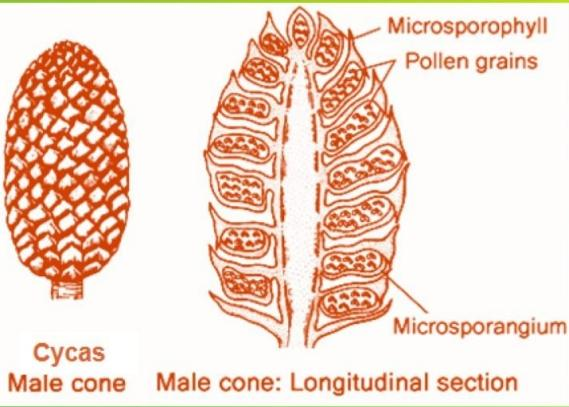 Microsporophyll
Pollen grains
Microsporangium
Cycas
Male cone
Male cone: Longitudinal section